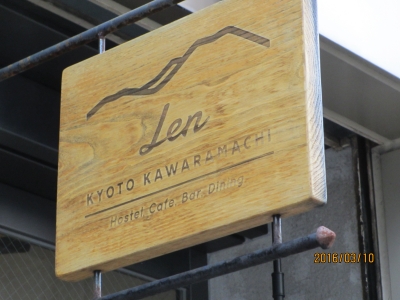 Len
KYOTO KAWARAMACHI
Hostel Cafe Bar Dining
2016/03/10